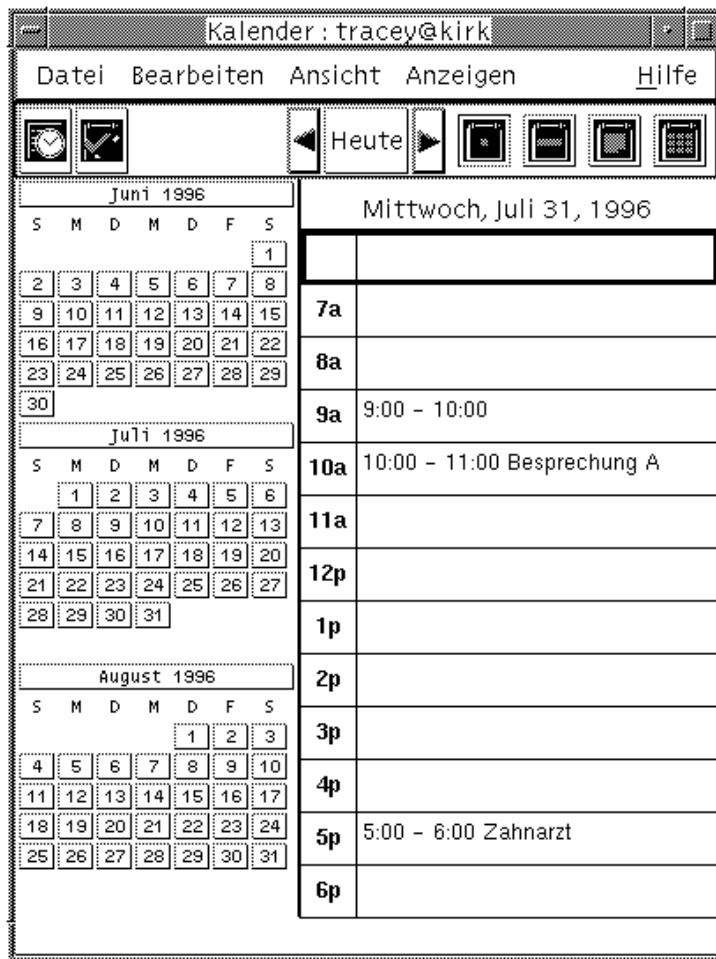 Kalender : tracey@kirk
Datei Bearbeiten Ansicht Anzeigen Hilfe
Heute
Juni 1996
S M D M D F S
1
2 3 4 5 6 7 8
9 10 11 12 13 14 15
16 17 18 19 20 21 22
23 24 25 26 27 28 29
30
Juli 1996
S M D M D F S
1 2 3 4 5 6
7 8 9 10 11 12 13
14 15 16 17 18 19 20
21 22 23 24 25 26 27
28 29 30 31
August 1996
S M D M D F S
1 2 3
4 5 6 7 8 9 10
11 12 13 14 15 16 17
18 19 20 21 22 23 24
25 26 27 28 29 30 31
Mittwoch, Juli 31, 1996
7a
8a
9a 9:00 – 10:00
10a 10:00 – 11:00 Besprechung A
11a
12p
1p
2p
3p
4p
5p 5:00 – 6:00 Zahnarzt
6p